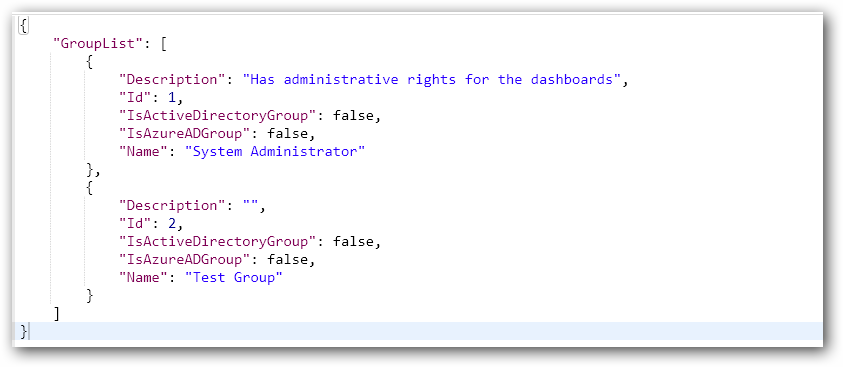 {
    "GroupList": [
        {
            "Description": "Has administrative rights for the dashboards",
            "Id": 1,
            "IsActiveDirectoryGroup": false,
            "IsAzureADGroup": false,
            "Name": "System Administrator"
        },
        {
            "Description": "",
            "Id": 2,
            "IsActiveDirectoryGroup": false,
            "IsAzureADGroup": false,
            "Name": "Test Group"
        }
    ]
}